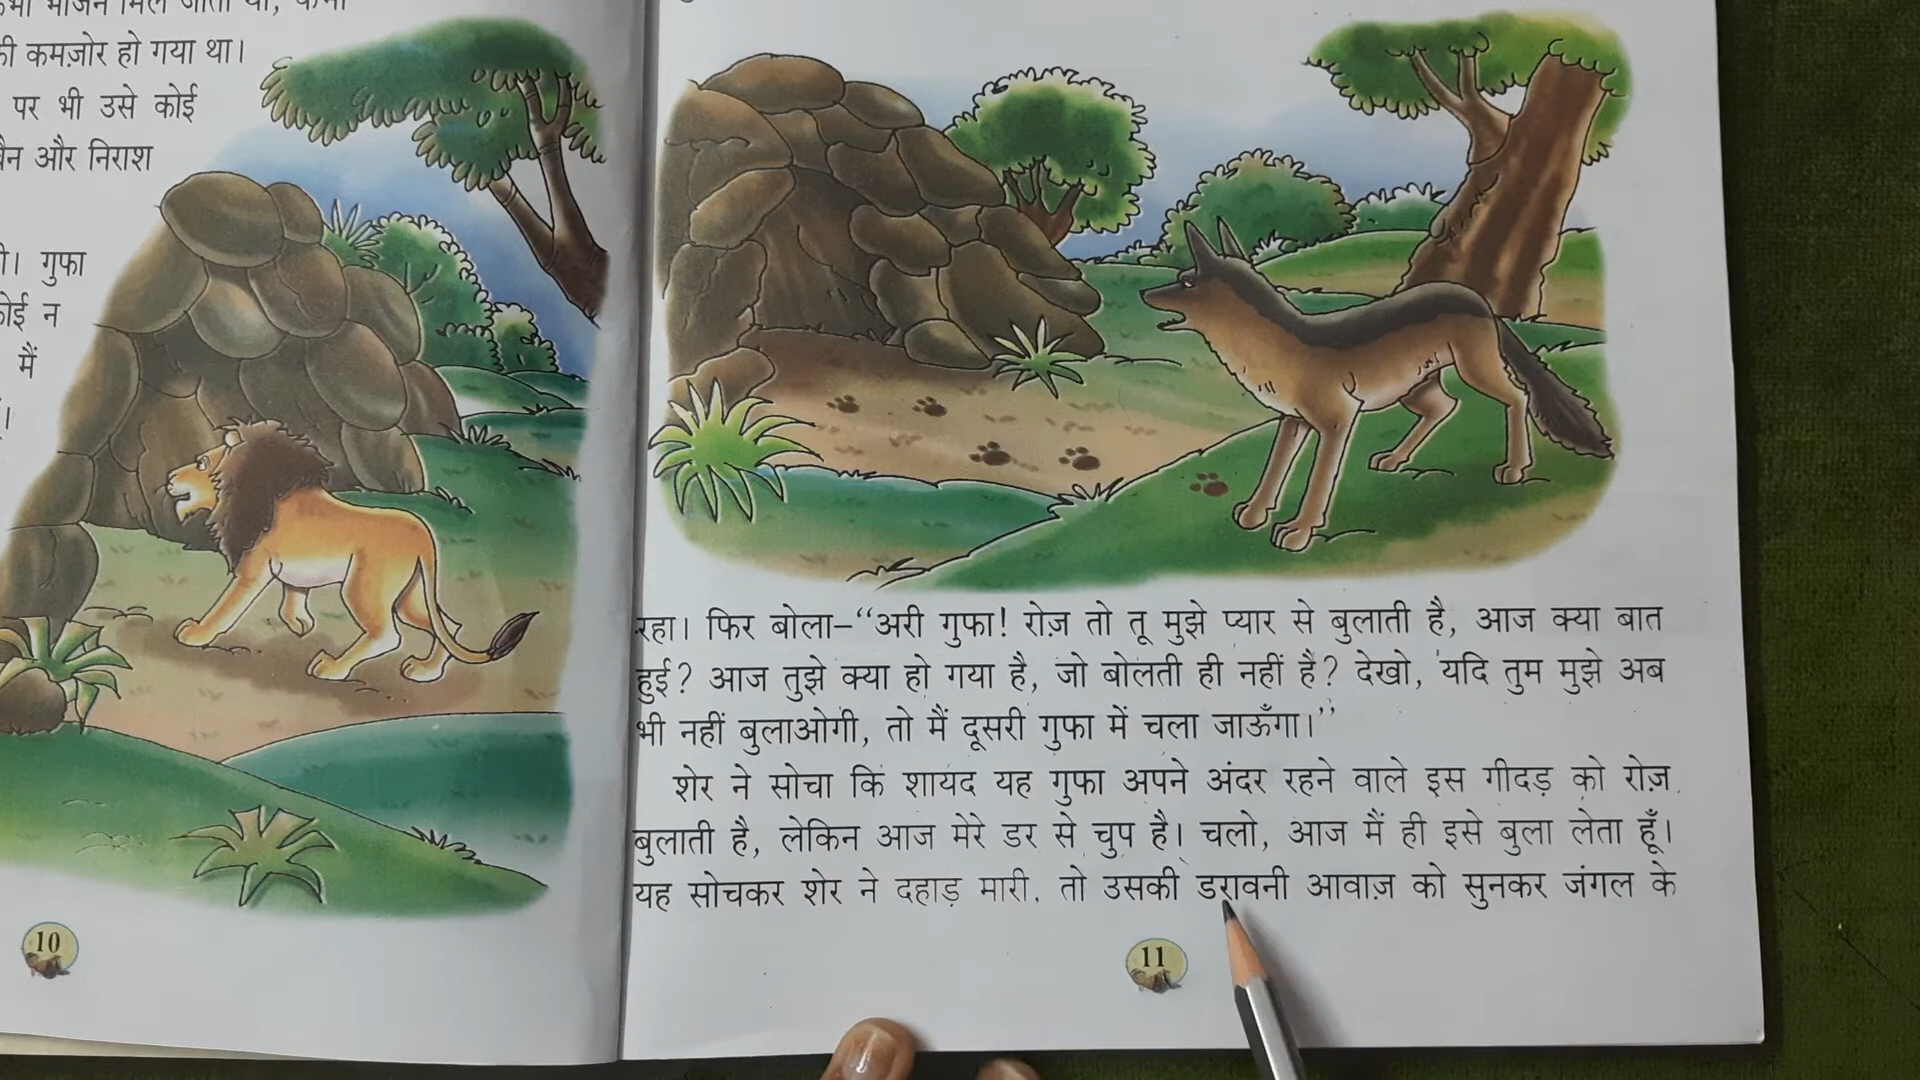 भोजन मिल जाता था, कभी
की कमज़ोर हो गया था।
पर भी उसे कोई
और निराश
गुफा
कोई न
मैं
10
रहा। फिर बोला–“अरी गुफा! रोज़ तो तू मुझे प्यार से बुलाती है, आज क्या बात
हुई? आज तुझे क्या हो गया है, जो बोलती ही नहीं है? देखो, यदि तुम मुझे अब
भी नहीं बुलाओगी, तो मैं दूसरी गुफा में चला जाऊँगा।”
शेर ने सोचा कि शायद यह गुफा अपने अंदर रहने वाले इस गीदड़ को रोज़
बुलाती है, लेकिन आज मेरे डर से चुप है। चलो, आज मैं ही इसे बुला लेता हूँ।
यह सोचकर शेर ने दहाड़ मारी. तो उसकी डरावनी आवाज़ को सुनकर जंगल के
11